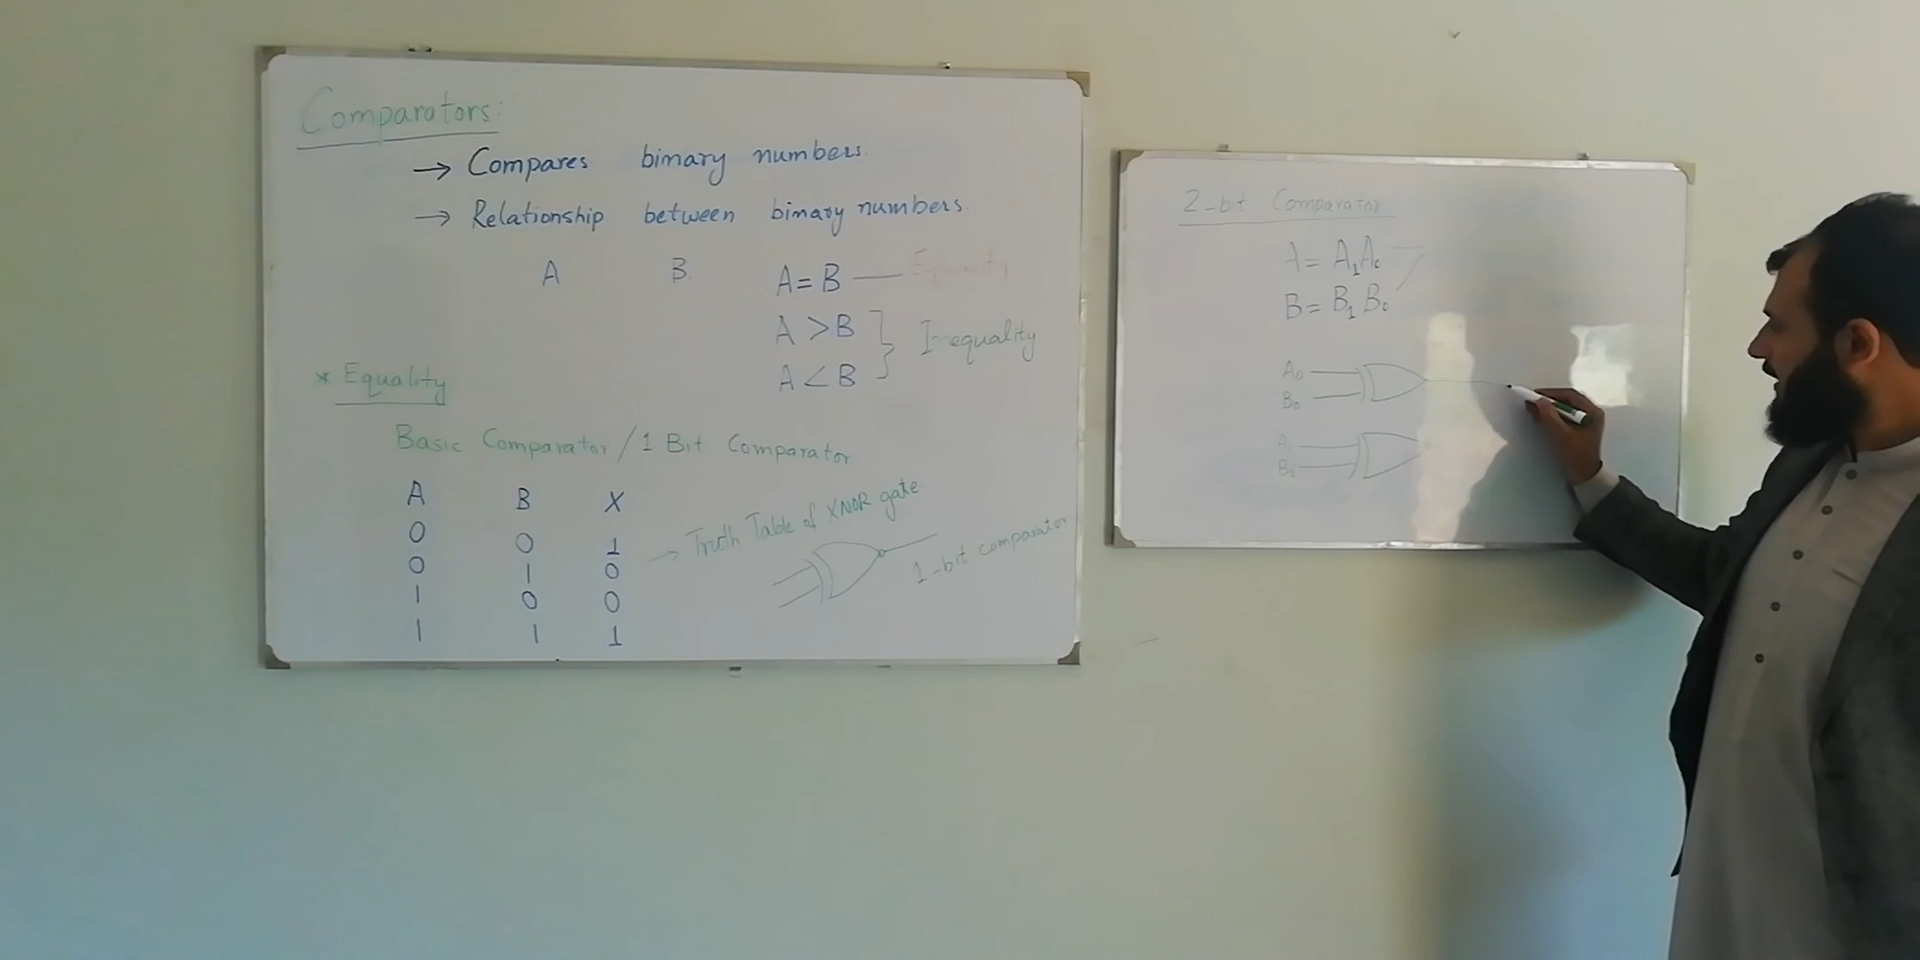 Comparators:
→ Compares binary numbers.
→ Relationship between binary numbers.
A B
A = B — Equality
A > B
A < B
} Inequality
* Equality
Basic Comparator / 1 Bit Comparator
A B X
0 0 1
0 1 0
1 0 0
1 1 1
→ Truth Table of XNOR gate
1-bit comparator
2-bit Comparator
A = A₁A₀
B = B₁B₀
A₀
B₀